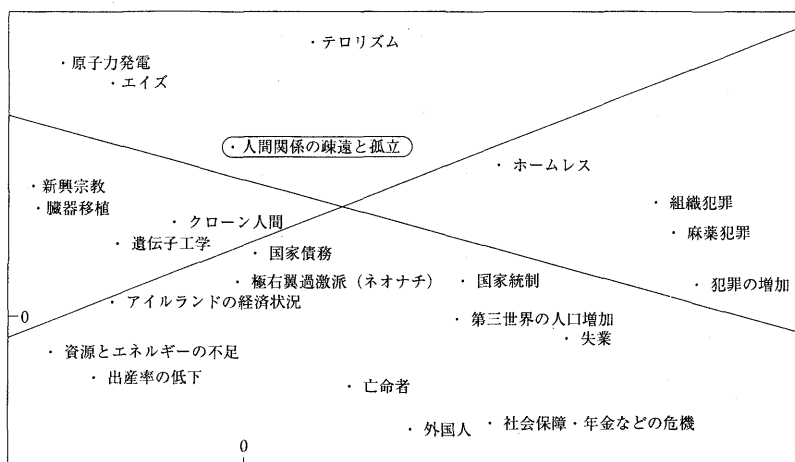 ・テロリズム
・原子力発電
・エイズ
・人間関係の疎遠と孤立
・ホームレス
・新興宗教
・臓器移植
・組織犯罪
・クローン人間
・麻薬犯罪
・遺伝子工学
・国家債務
・極右翼過激派（ネオナチ）
・国家統制
・犯罪の増加
・アイルランドの経済状況
0
・第三世界の人口増加
・失業
・資源とエネルギーの不足
・出産率の低下
・亡命者
・外国人
・社会保障・年金などの危機
0